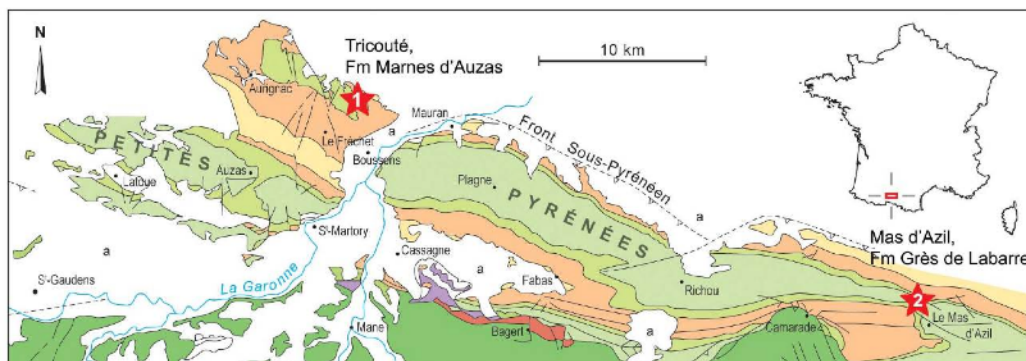 N
Tricouté,
Fm Marnes d'Auzas
10 km
Aurignac
1
Mauran
a
Le Fréchet
Boussens
Front
Sous-Pyrénéen
PETITES
Latoue
Auzas
Plagne
PYRÉNÉES
a
Mas d'Azil,
Fm Grès de Labarre
St-Martory
a
Cassagne
a
St-Gaudens
La Garonne
Fabas
Richou
2
Le Mas
d'Azil
Mane
Bagert
a
Camarade